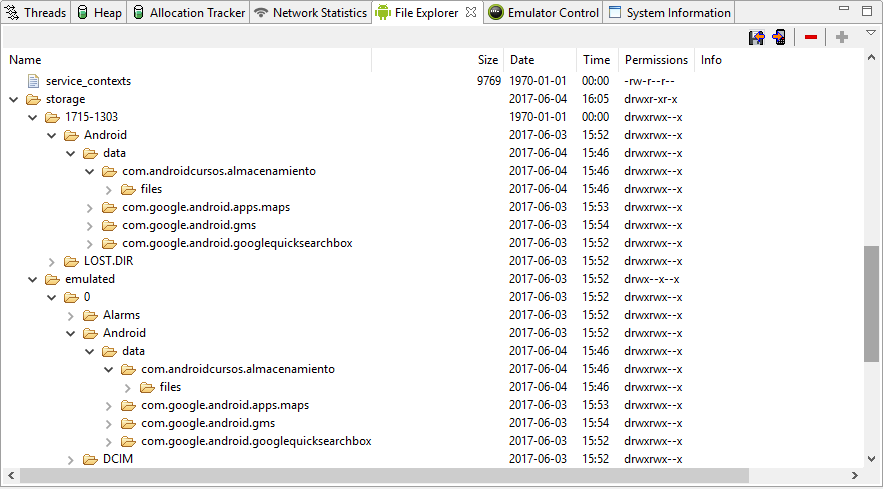 Threads Heap Allocation Tracker Network Statistics File Explorer Emulator Control System Information
Name Size Date Time Permissions Info
service_contexts 9769 1970-01-01 00:00 -rw-r--r--
storage 2017-06-04 16:05 drwxr-xr-x
1715-1303 1970-01-01 00:00 drwxrwx--x
Android 2017-06-03 15:52 drwxrwx--x
data 2017-06-04 15:46 drwxrwx--x
com.androidcursos.almacenamiento 2017-06-04 15:46 drwxrwx--x
files 2017-06-04 15:46 drwxrwx--x
com.google.android.apps.maps 2017-06-03 15:53 drwxrwx--x
com.google.android.gms 2017-06-03 15:54 drwxrwx--x
com.google.android.googlequicksearchbox 2017-06-03 15:52 drwxrwx--x
LOST.DIR 2017-06-03 15:52 drwxrwx--x
emulated 2017-06-03 15:52 drwx--x--x
0 2017-06-03 15:52 drwxrwx--x
Alarms 2017-06-03 15:52 drwxrwx--x
Android 2017-06-03 15:52 drwxrwx--x
data 2017-06-04 15:46 drwxrwx--x
com.androidcursos.almacenamiento 2017-06-04 15:46 drwxrwx--x
files 2017-06-04 15:46 drwxrwx--x
com.google.android.apps.maps 2017-06-03 15:53 drwxrwx--x
com.google.android.gms 2017-06-03 15:54 drwxrwx--x
com.google.android.googlequicksearchbox 2017-06-03 15:52 drwxrwx--x
DCIM 2017-06-03 15:52 drwxrwx--x